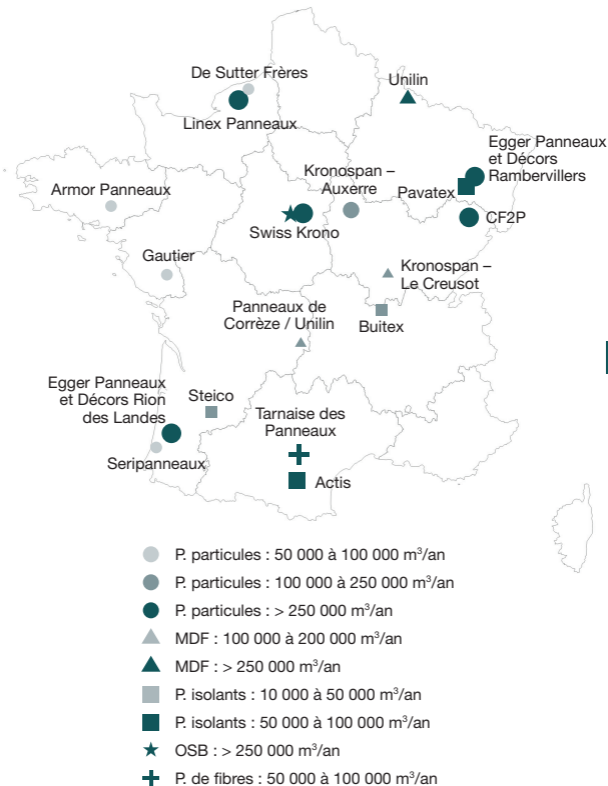 De Sutter Frères
Linex Panneaux
Unilin
Egger Panneaux
et Décors
Rambervillers
Kronospan –
Auxerre
Pavatex
Armor Panneaux
CF2P
Swiss Krono
Gautier
Kronospan –
Le Creusot
Panneaux de
Corrèze / Unilin
Buitex
Egger Panneaux
et Décors Rion
des Landes
Steico
Tarnaise des
Panneaux
Seripanneaux
Actis
P. particules : 50 000 à 100 000 m³/an
P. particules : 100 000 à 250 000 m³/an
P. particules : > 250 000 m³/an
MDF : 100 000 à 200 000 m³/an
MDF : > 250 000 m³/an
P. isolants : 10 000 à 50 000 m³/an
P. isolants : 50 000 à 100 000 m³/an
OSB : > 250 000 m³/an
P. de fibres : 50 000 à 100 000 m³/an